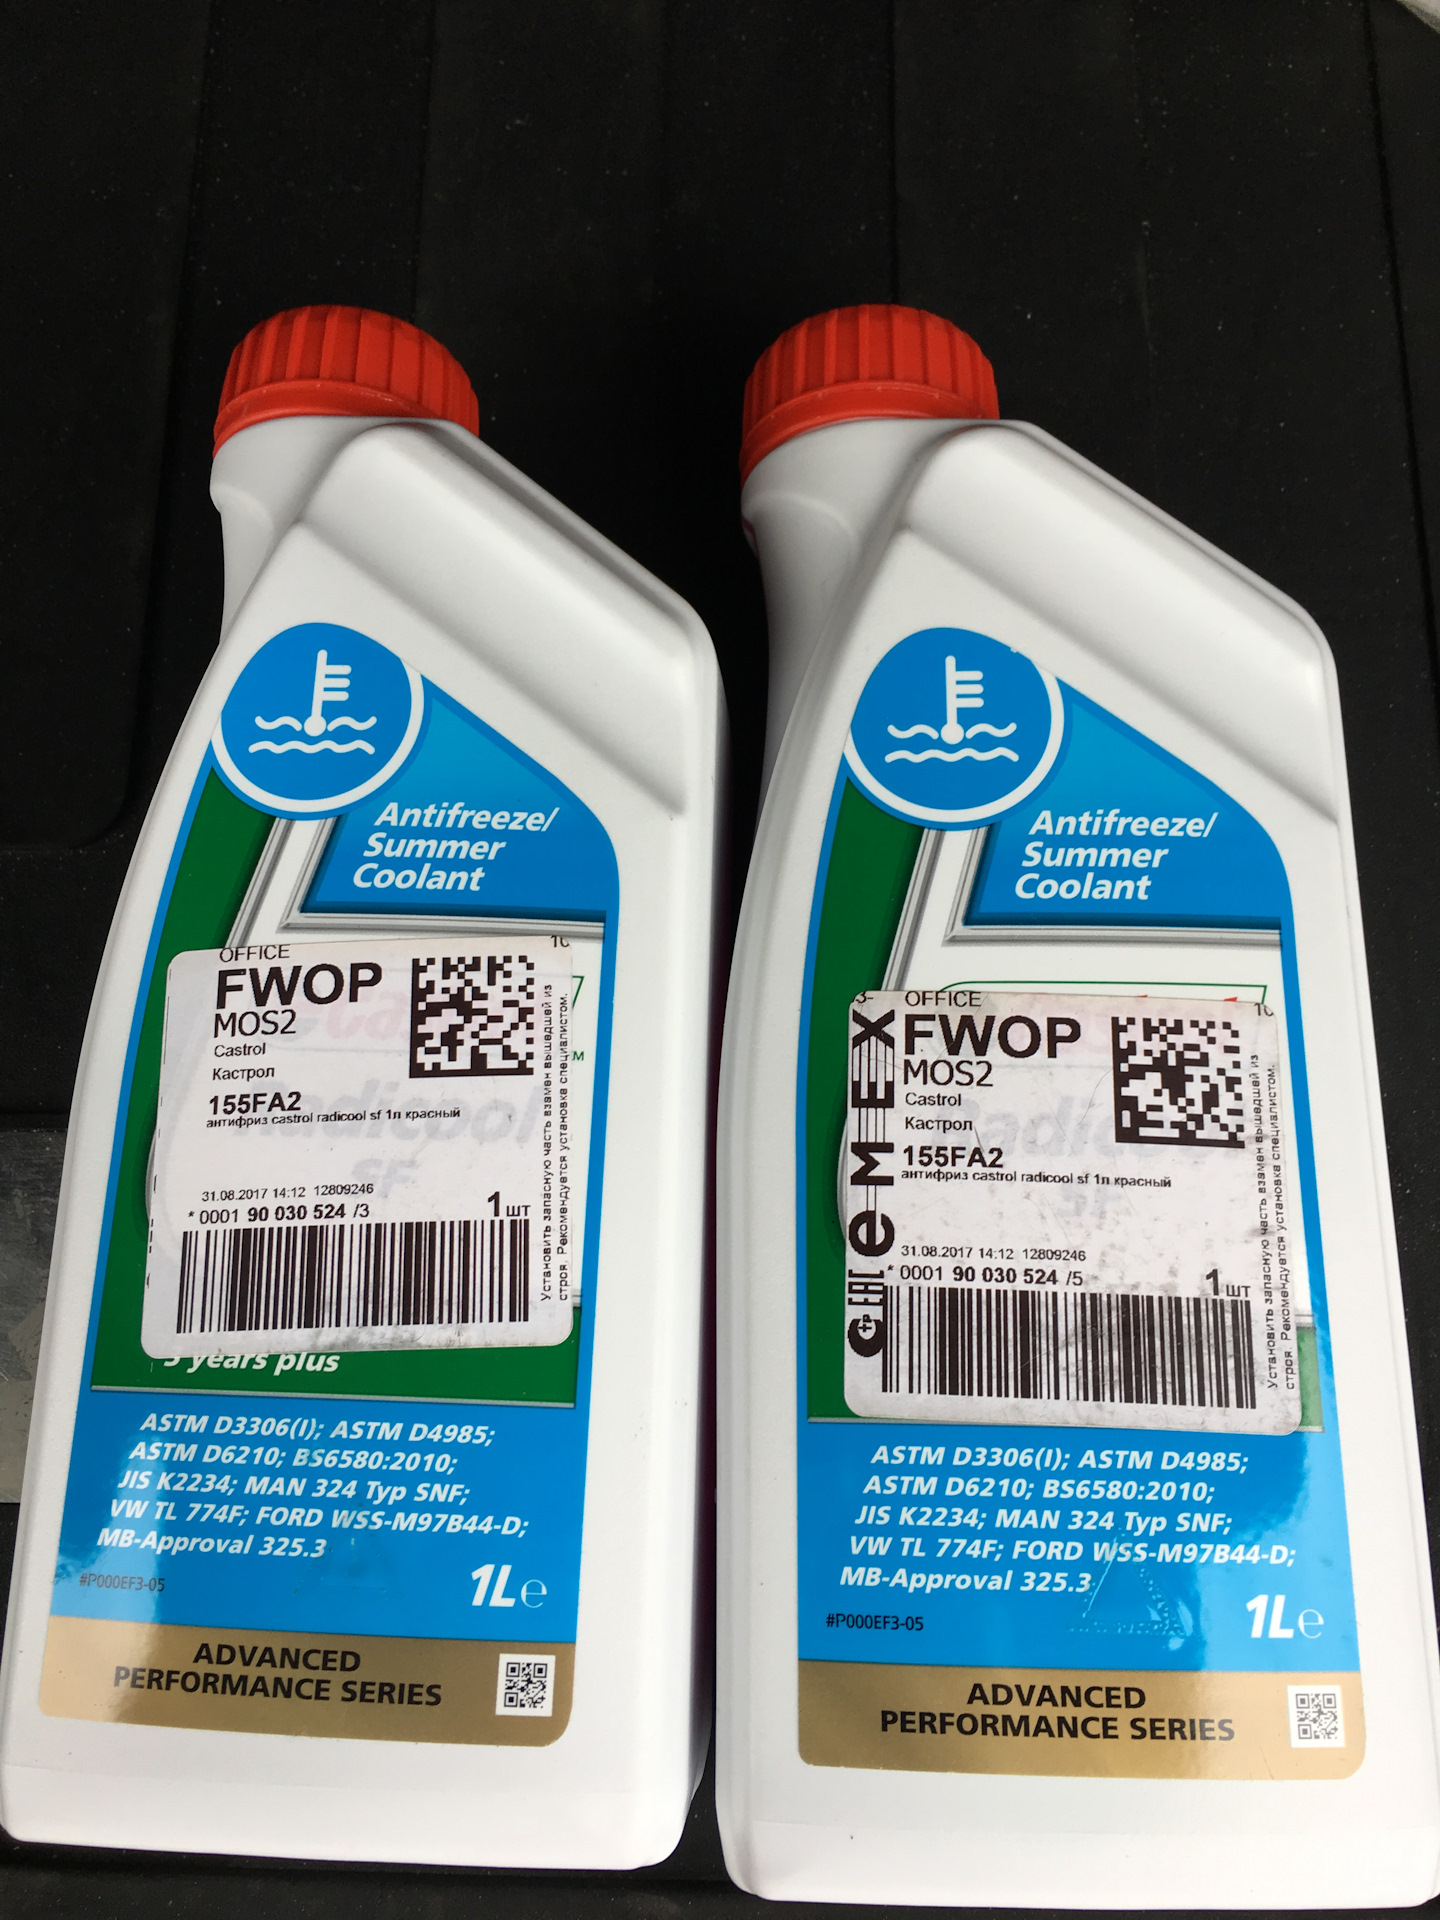 Antifreeze/
Summer
Coolant
OFFICE
10
FWOP
MOS2
Castrol
Кастрол
155FA2
антифриз castrol radicool sf 1л красный
31.08.2017 14:12 12809246
* 0001 90 030 524 /3
1 шт
Установить запасную часть взамен вышедшей из
строя. Рекомендуется установка специалистом.
years plus
ASTM D3306(I); ASTM D4985;
ASTM D6210; BS6580:2010;
JIS K2234; MAN 324 Typ SNF;
VW TL 774F; FORD WSS-M97B44-D;
MB-Approval 325.3
#P000EF3-05
1L e
ADVANCED
PERFORMANCE SERIES
Antifreeze/
Summer
Coolant
OFFICE
10
FWOP
MOS2
Castrol
Кастрол
155FA2
антифриз castrol radicool sf 1л красный
31.08.2017 14:12 12809246
* 0001 90 030 524 /5
1 шт
Установить запасную часть взамен вышедшей из
строя. Рекомендуется установка специалистом.
eMEX
EAC
ASTM D3306(I); ASTM D4985;
ASTM D6210; BS6580:2010;
JIS K2234; MAN 324 Typ SNF;
VW TL 774F; FORD WSS-M97B44-D;
MB-Approval 325.3
#P000EF3-05
1L e
ADVANCED
PERFORMANCE SERIES